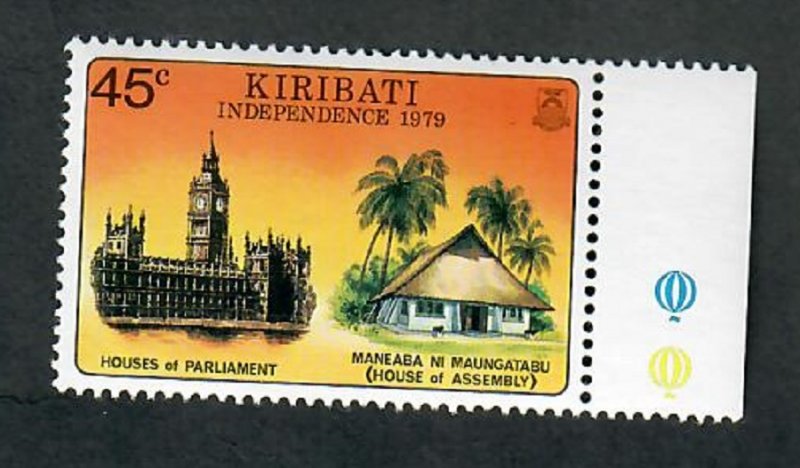 45c
KIRIBATI
INDEPENDENCE 1979
HOUSES of PARLIAMENT
MANEABA NI MAUNGATABU
(HOUSE of ASSEMBLY)